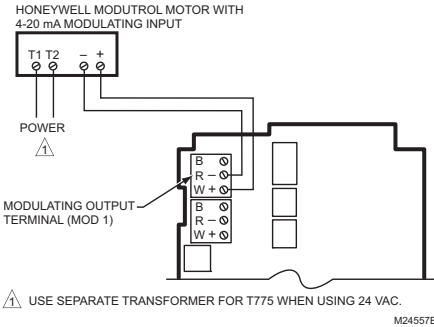 HONEYWELL MODUTROL MOTOR WITH
4-20 mA MODULATING INPUT
T1 T2 – +
POWER
1
B
R –
W +
MODULATING OUTPUT
TERMINAL (MOD 1)
B
R –
W +
1 USE SEPARATE TRANSFORMER FOR T775 WHEN USING 24 VAC.
M24557B